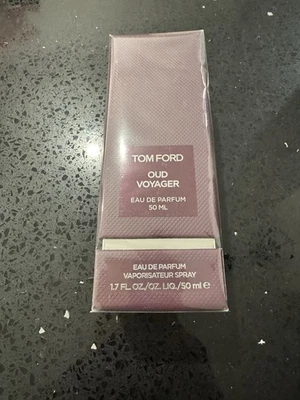 TOM FORD
OUD
VOYAGER
EAU DE PARFUM
50 ML
EAU DE PARFUM
VAPORISATEUR SPRAY
1.7 FL. OZ./OZ. LIQ./50 ml ℮